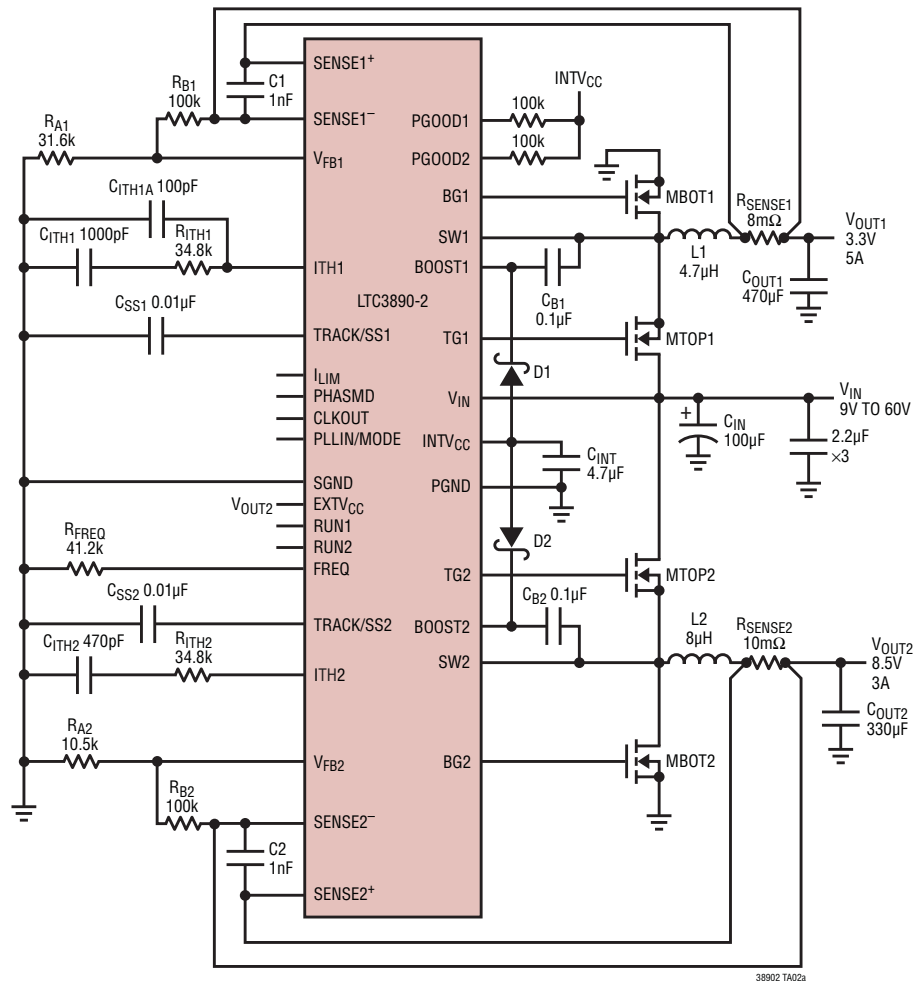 SENSE1+
C1
1nF
RB1
100k
SENSE1–
RA1
31.6k
VFB1
CITH1A 100pF
CITH1 1000pF
RITH1
34.8k
ITH1
CSS1 0.01µF
TRACK/SS1
ILIM
PHASMD
CLKOUT
PLLIN/MODE
SGND
VOUT2
EXTVCC
RUN1
RUN2
RFREQ
41.2k
FREQ
CSS2 0.01µF
TRACK/SS2
CITH2 470pF
RITH2
34.8k
ITH2
RA2
10.5k
VFB2
RB2
100k
SENSE2–
C2
1nF
SENSE2+
LTC3890-2
INTVCC
100k
PGOOD1
100k
PGOOD2
BG1
MBOT1
SW1
L1
4.7µH
RSENSE1
8mΩ
VOUT1
3.3V
5A
COUT1
470µF
BOOST1
CB1
0.1µF
TG1
MTOP1
D1
VIN
VIN
9V TO 60V
CIN
100µF
+
2.2µF
×3
INTVCC
CINT
4.7µF
PGND
D2
TG2
MTOP2
CB2 0.1µF
BOOST2
SW2
L2
8µH
RSENSE2
10mΩ
VOUT2
8.5V
3A
COUT2
330µF
BG2
MBOT2
38902 TA02a